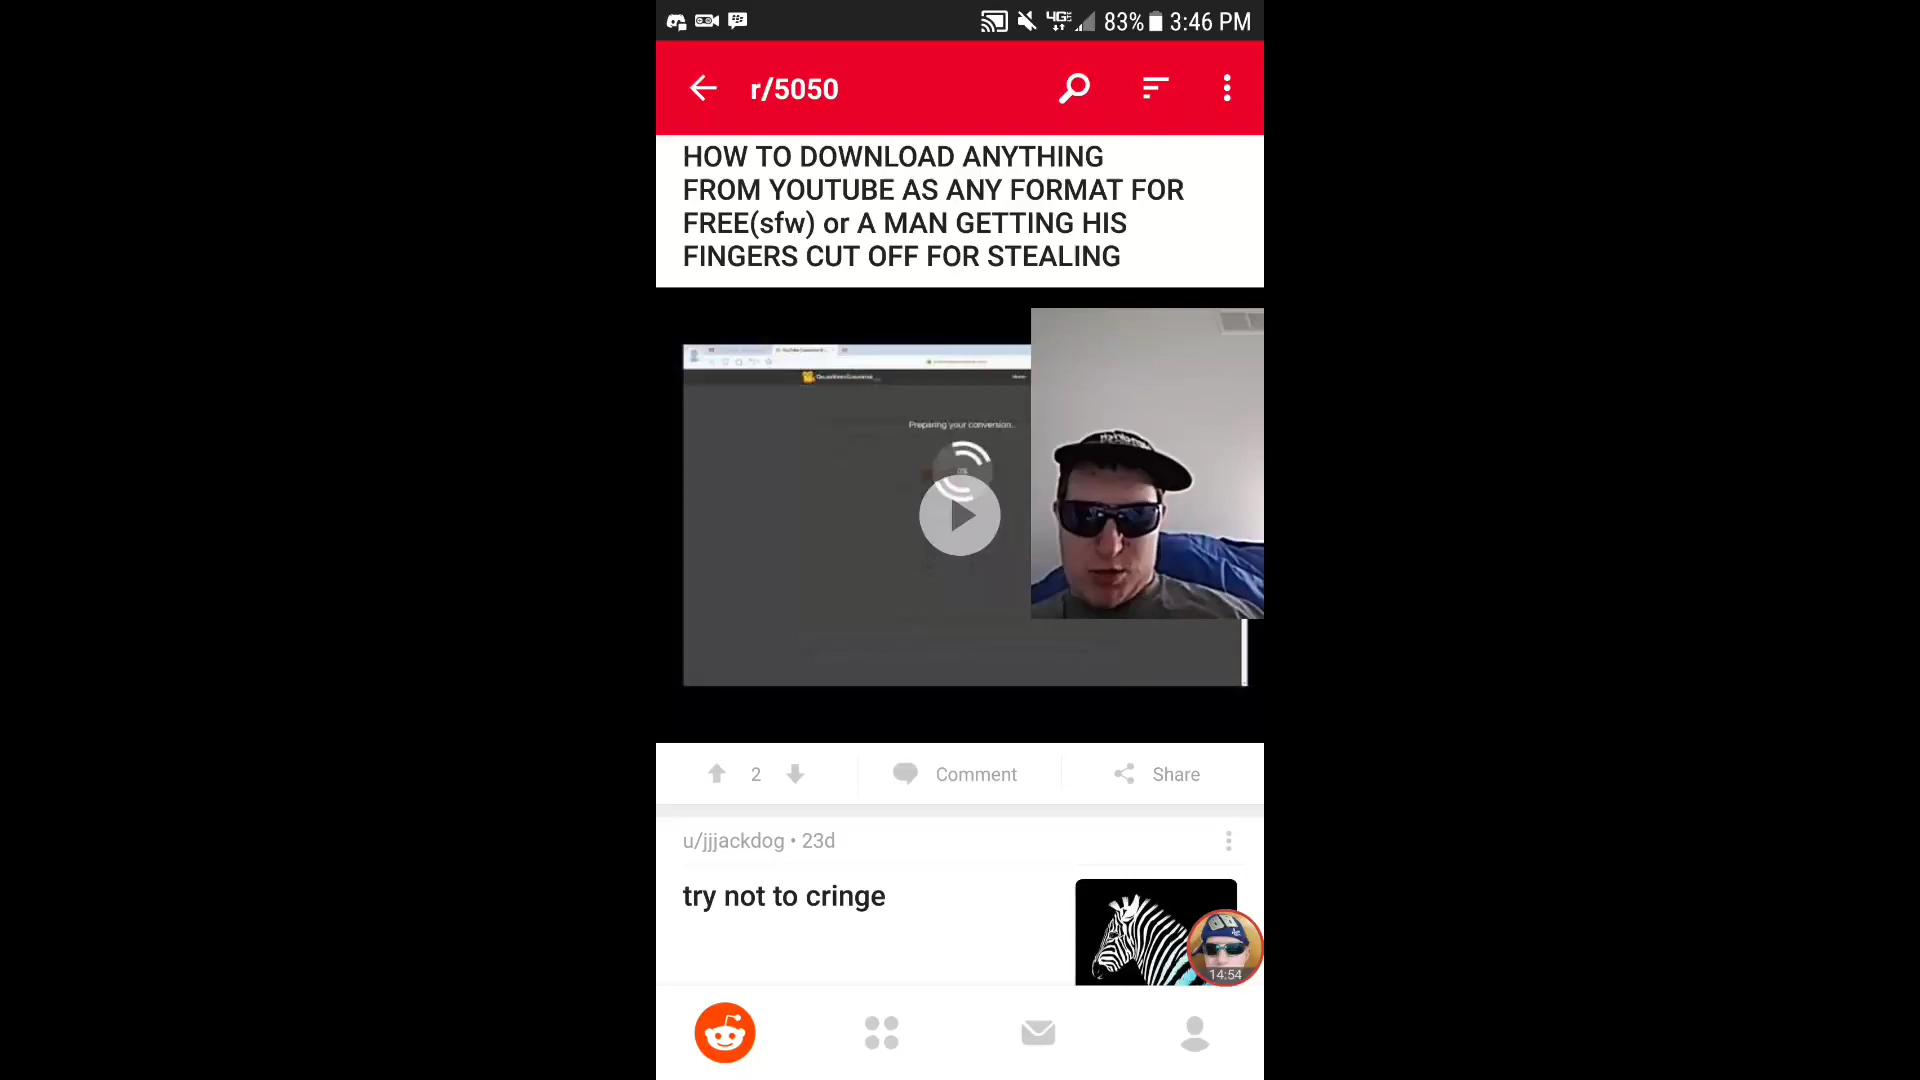 83% 3:46 PM
r/5050
HOW TO DOWNLOAD ANYTHING
FROM YOUTUBE AS ANY FORMAT FOR
FREE(sfw) or A MAN GETTING HIS
FINGERS CUT OFF FOR STEALING
Preparing your conversion..
0%
2 Comment Share
u/jjjackdog • 23d
try not to cringe
14:54